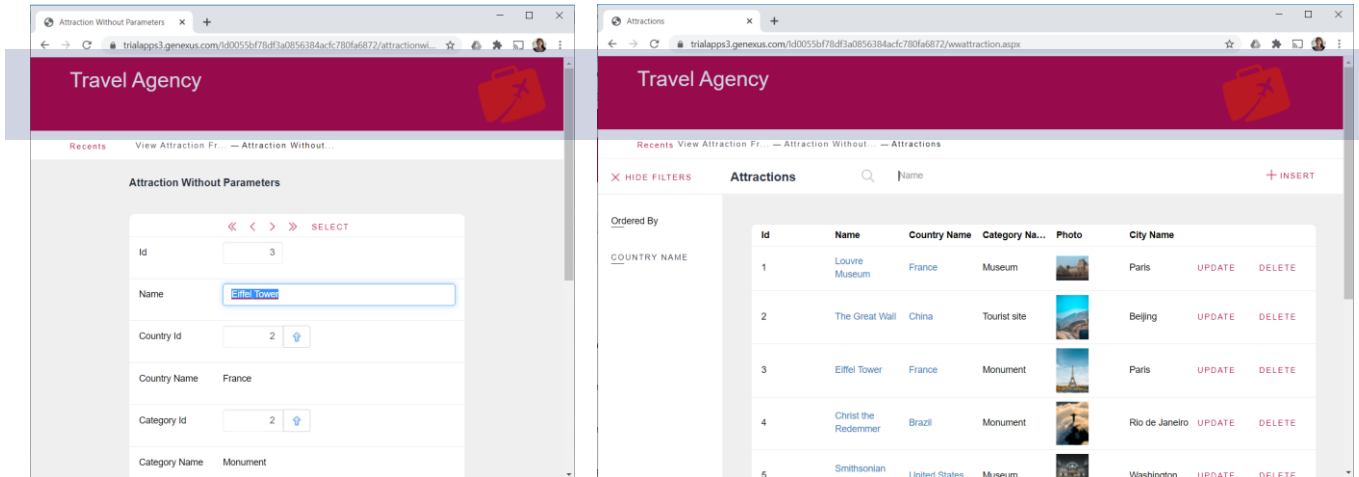 Attraction Without Parameters
trialapps3.genexus.com/Id0055bf78df3a0856384acfc780fa6872/attractionwi...
Travel Agency
Recents View Attraction Fr... — Attraction Without...
Attraction Without Parameters
SELECT
Id 3
Name Eiffel Tower
Country Id 2
Country Name France
Category Id 2
Category Name Monument
Attractions
trialapps3.genexus.com/Id0055bf78df3a0856384acfc780fa6872/wwattraction.aspx
Travel Agency
Recents View Attraction Fr... — Attraction Without... — Attractions
HIDE FILTERS Attractions Name INSERT
Ordered By
COUNTRY NAME
Id Name Country Name Category Na... Photo City Name
1 Louvre Museum France Museum Paris UPDATE DELETE
2 The Great Wall China Tourist site Beijing UPDATE DELETE
3 Eiffel Tower France Monument Paris UPDATE DELETE
4 Christ the Redemmer Brazil Monument Rio de Janeiro UPDATE DELETE
5 Smithsonian United States Museum Washington UPDATE DELETE